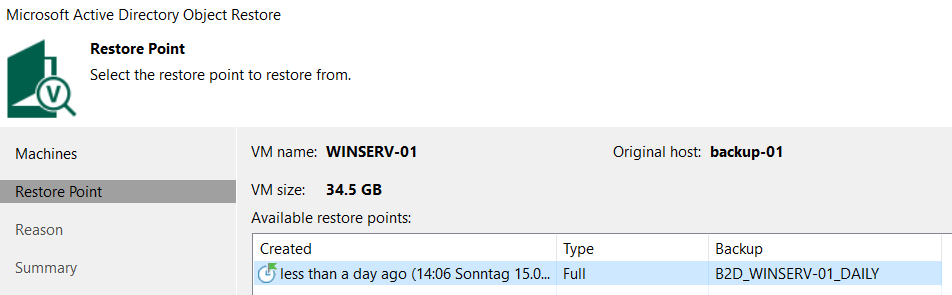 Microsoft Active Directory Object Restore
Restore Point
Select the restore point to restore from.
Machines
Restore Point
Reason
Summary
VM name: WINSERV-01 Original host: backup-01
VM size: 34.5 GB
Available restore points:
Created Type Backup
less than a day ago (14:06 Sonntag 15.0... Full B2D_WINSERV-01_DAILY